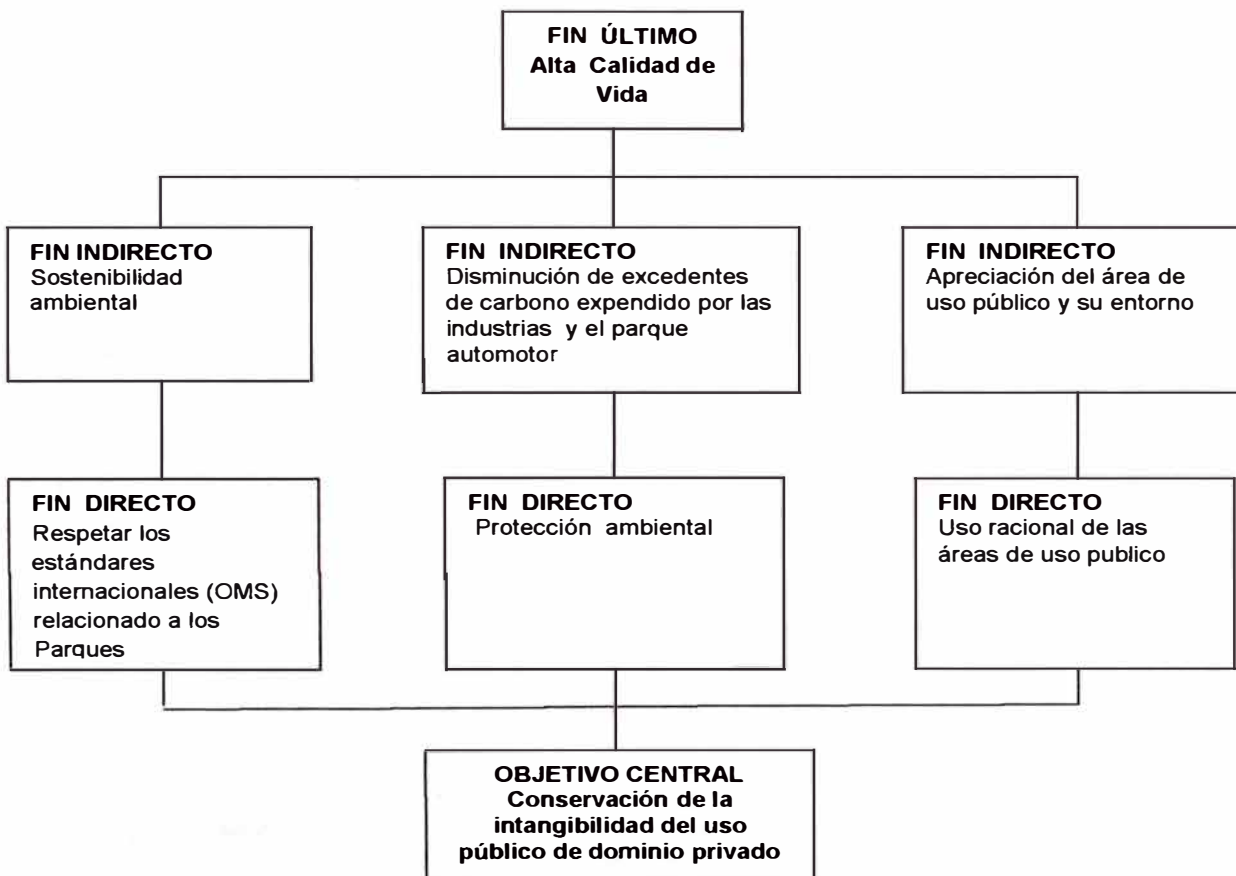 FIN ÚLTIMO
Alta Calidad de
Vida
FIN INDIRECTO
Sostenibilidad
ambiental
FIN INDIRECTO
Disminución de excedentes
de carbono expendido por las
industrias y el parque
automotor
FIN INDIRECTO
Apreciación del área de
uso público y su entorno
FIN DIRECTO
Respetar los
estándares
internacionales (OMS)
relacionado a los
Parques
FIN DIRECTO
Protección ambiental
FIN DIRECTO
Uso racional de las
áreas de uso publico
OBJETIVO CENTRAL
Conservación de la
intangibilidad del uso
público de dominio privado